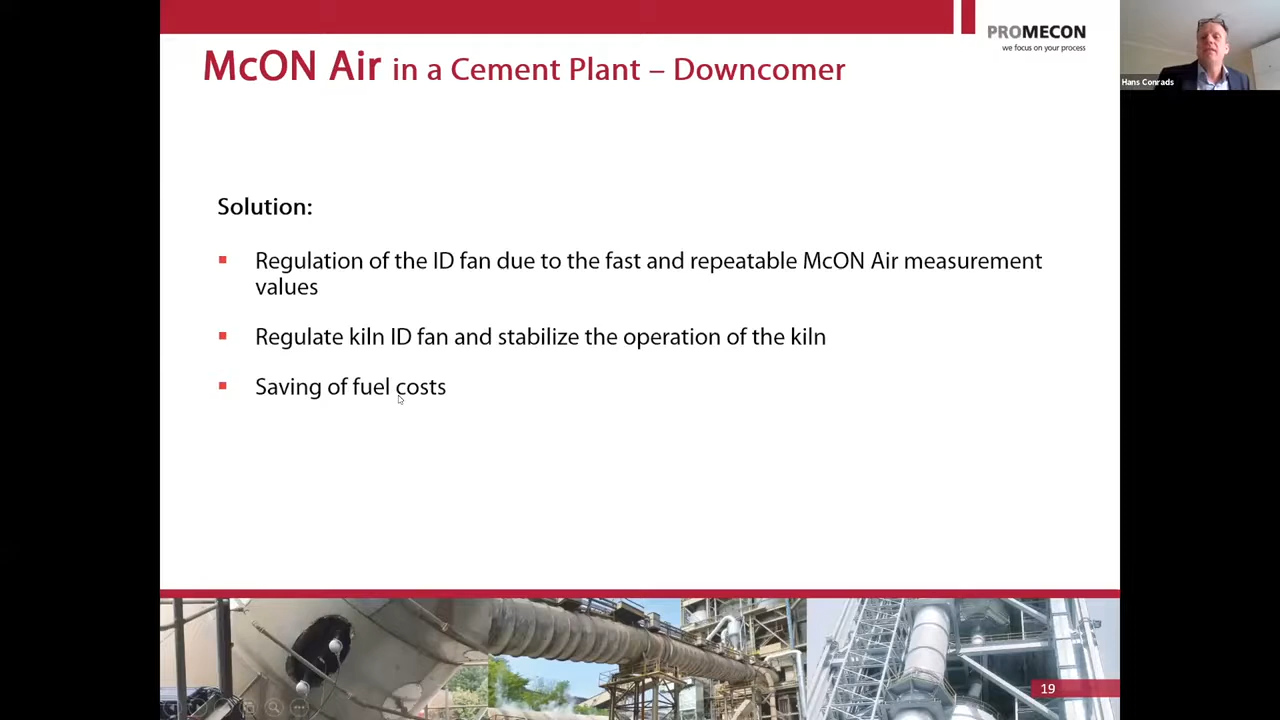 PROMECON
we focus on your process
McON Air in a Cement Plant – Downcomer
Hans Conrads
Solution:
Regulation of the ID fan due to the fast and repeatable McON Air measurement
values
Regulate kiln ID fan and stabilize the operation of the kiln
Saving of fuel costs
19